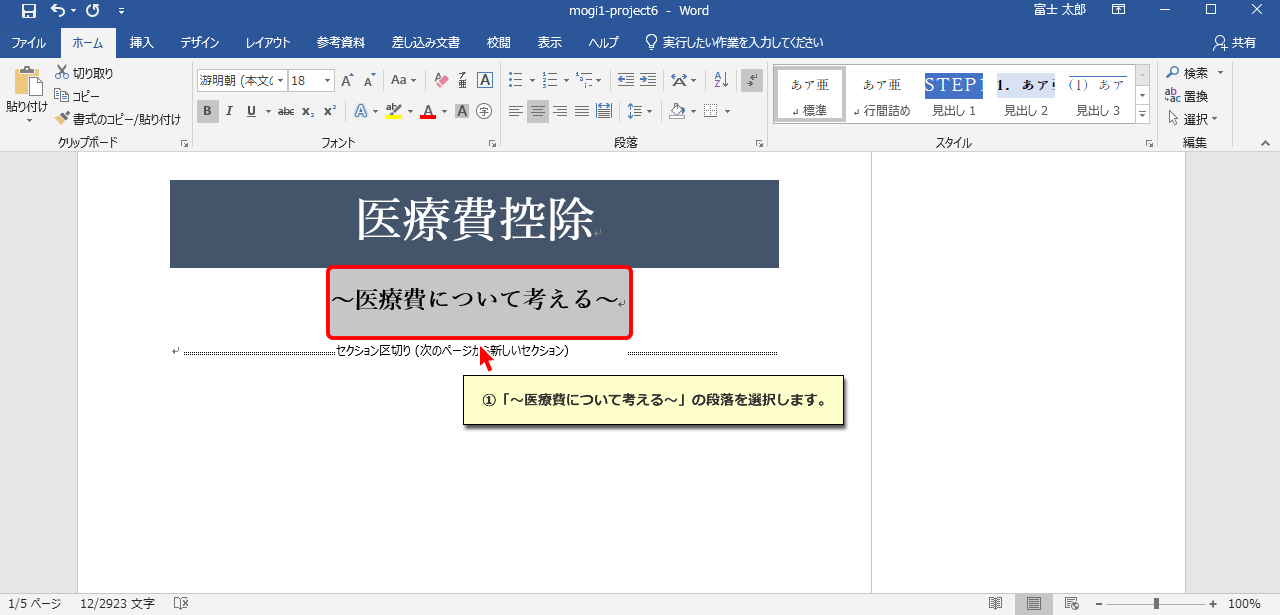 mogi1-project6 - Word
富士 太郎
ファイル ホーム 挿入 デザイン レイアウト 参考資料 差し込み文書 校閲 表示 ヘルプ 実行したい作業を入力してください 共有
貼り付け
切り取り
コピー
書式のコピー/貼り付け
クリップボード
游明朝 (本文の 18
Aa
B I U abc x₂ x²
フォント
段落
あア亜
標準
あア亜
行間詰め
STEP1
見出し 1
1. あア亜
見出し 2
(1) あア
見出し 3
スタイル
検索
置換
選択
編集
医療費控除
～医療費について考える～
セクション区切り (次のページから新しいセクション)
①「～医療費について考える～」の段落を選択します。
1/5 ページ 12/2923 文字
100%